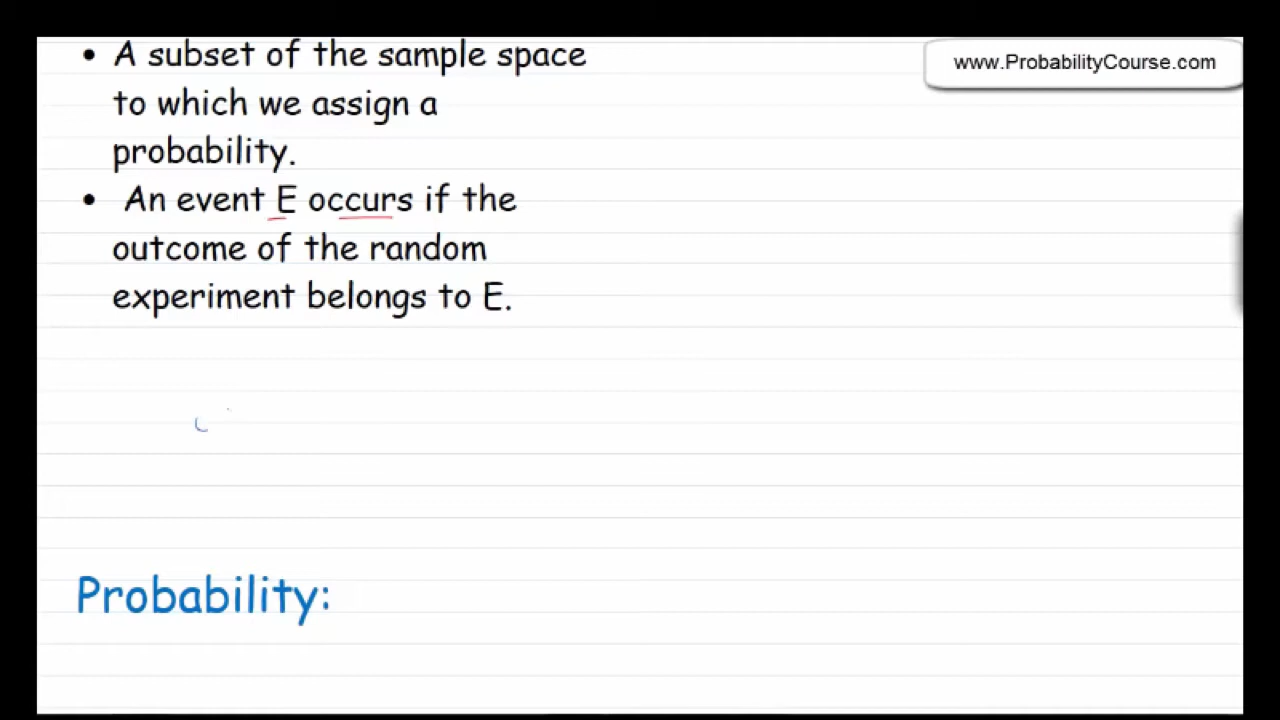 www.ProbabilityCourse.com
• A subset of the sample space
to which we assign a
probability.
• An event E occurs if the
outcome of the random
experiment belongs to E.
Probability: